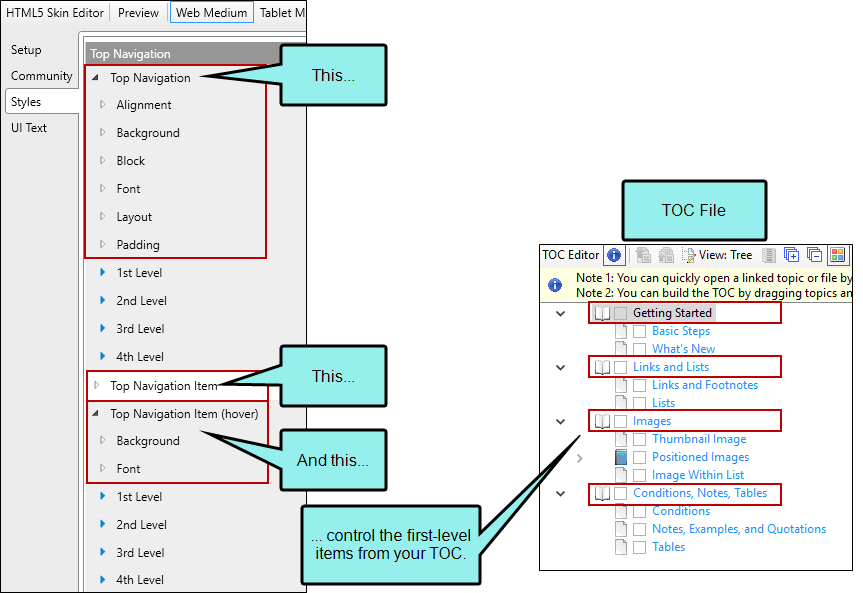 HTML5 Skin Editor Preview Web Medium Tablet M
Setup
Community
Styles
UI Text
Top Navigation
Top Navigation
Alignment
Background
Block
Font
Layout
Padding
1st Level
2nd Level
3rd Level
4th Level
Top Navigation Item
Top Navigation Item (hover)
Background
Font
1st Level
2nd Level
3rd Level
4th Level
This...
This...
And this...
... control the first-level
items from your TOC.
TOC File
TOC Editor View: Tree
Note 1: You can quickly open a linked topic or file by
Note 2: You can build the TOC by dragging topics an
Getting Started
Basic Steps
What's New
Links and Lists
Links and Footnotes
Lists
Images
Thumbnail Image
Positioned Images
Image Within List
Conditions, Notes, Tables
Conditions
Notes, Examples, and Quotations
Tables